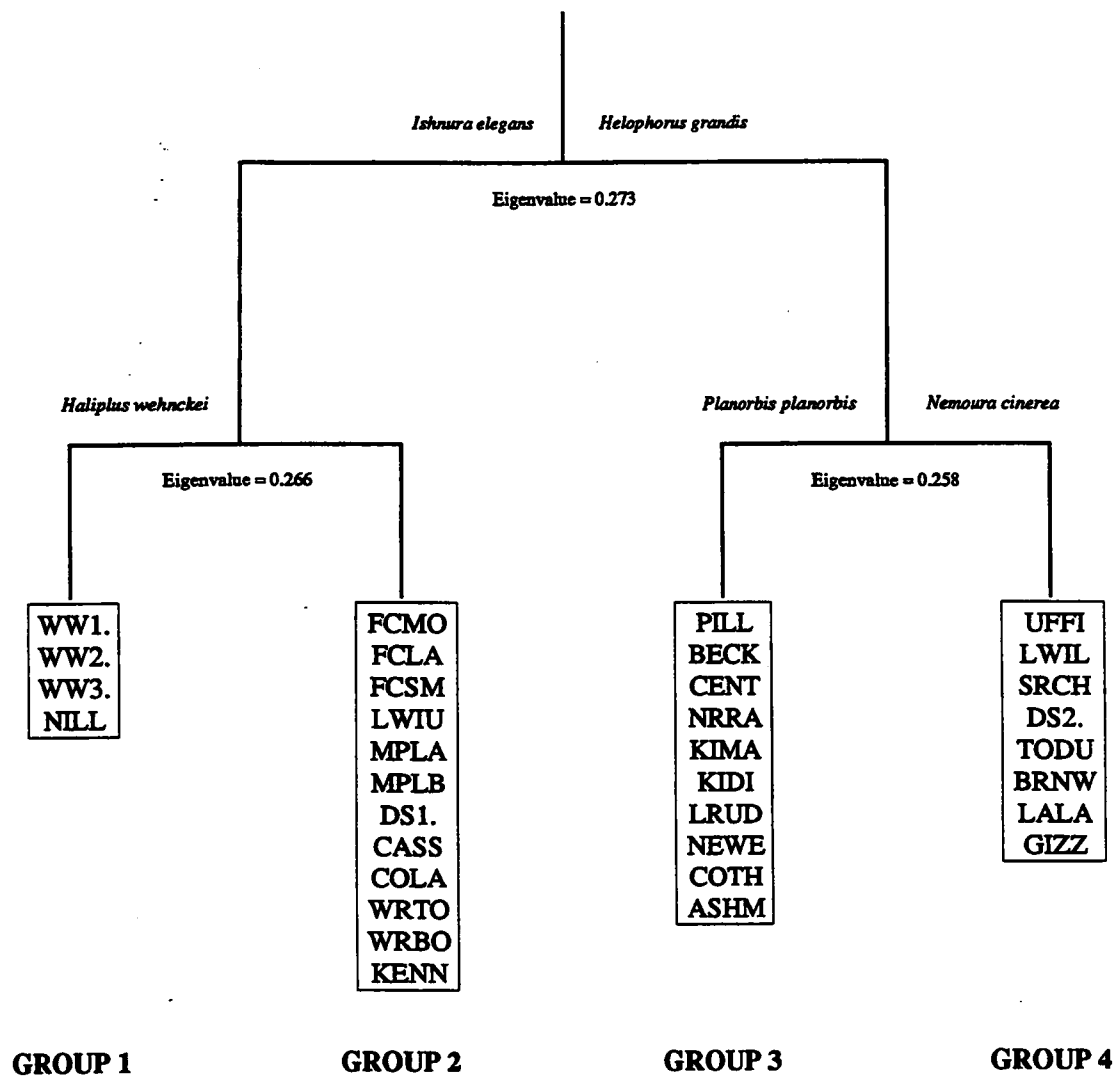 Ishnura elegans
Helophorus grandis
Eigenvalue = 0.273
Haliplus wehnckei
Planorbis planorbis
Nemoura cinerea
Eigenvalue = 0.266
Eigenvalue = 0.258
WW1.
WW2.
WW3.
NILL
FCMO
FCLA
FCSM
LWIU
MPLA
MPLB
DS1.
CASS
COLA
WRTO
WRBO
KENN
PILL
BECK
CENT
NRRA
KIMA
KIDI
LRUD
NEWE
COTH
ASHM
UFFI
LWIL
SRCH
DS2.
TODU
BRNW
LALA
GIZZ
GROUP 1
GROUP 2
GROUP 3
GROUP 4